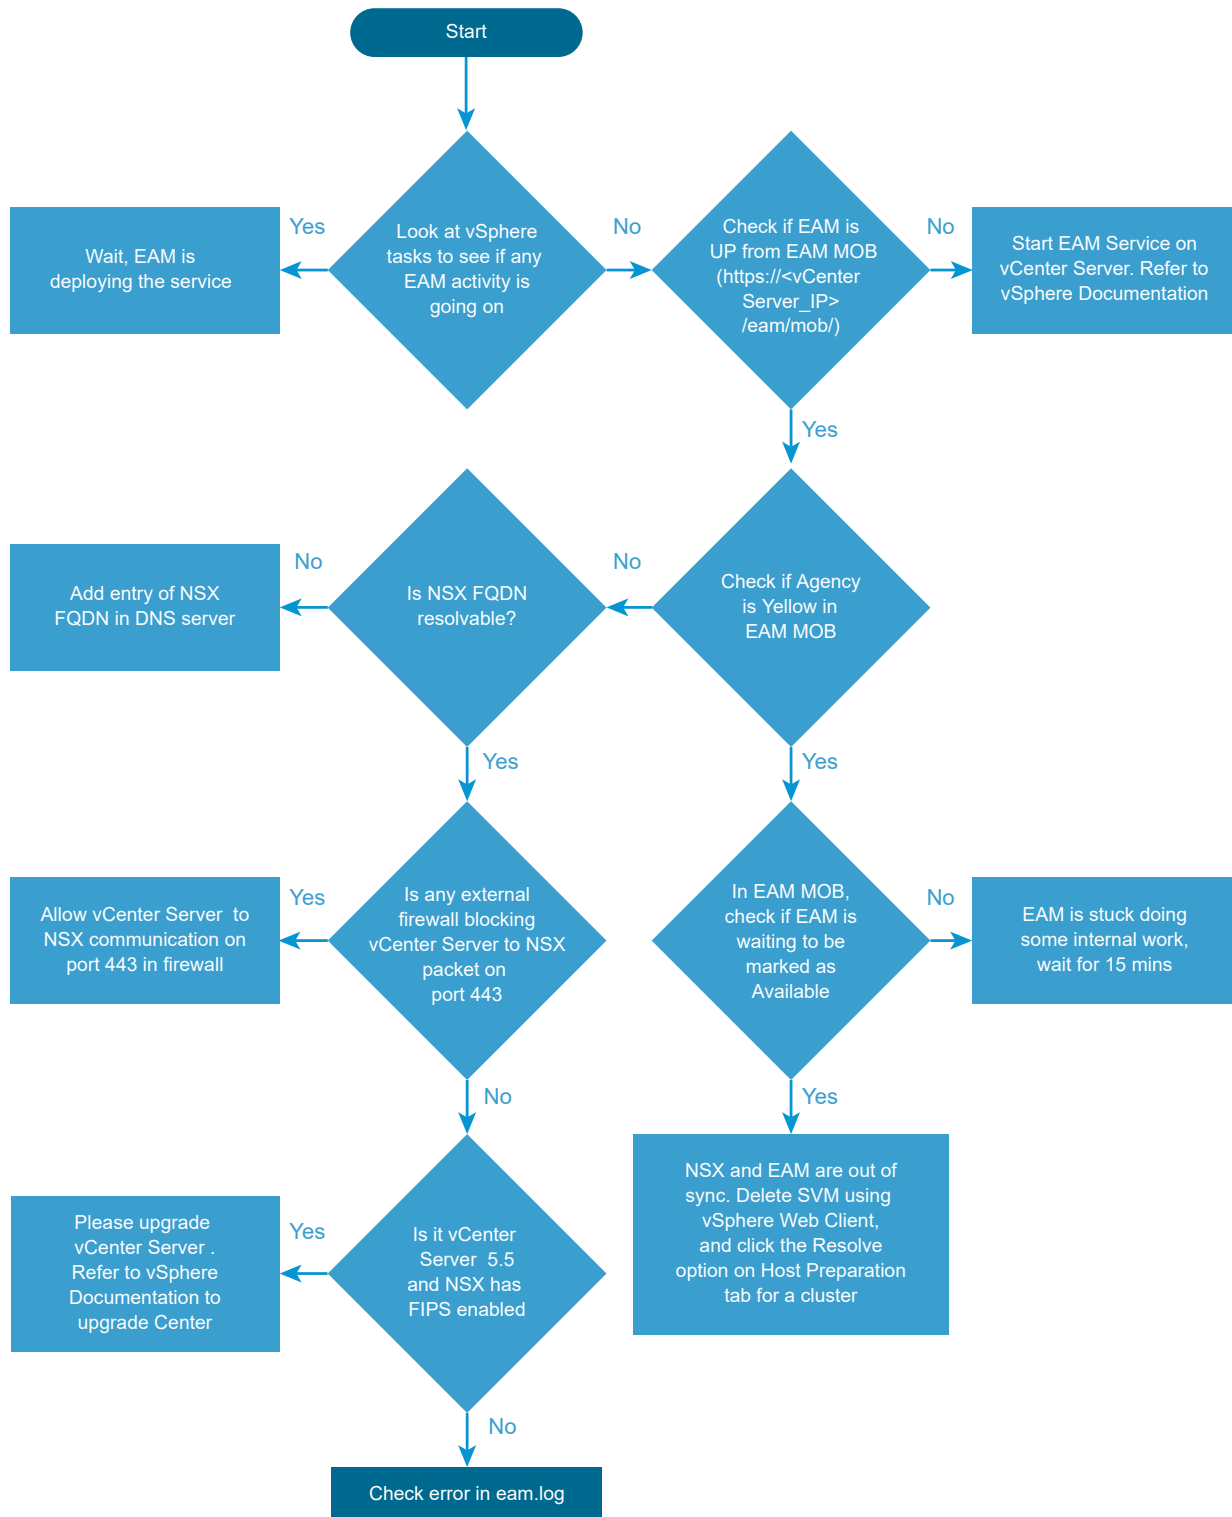 Start
Look at vSphere
tasks to see if any
EAM activity is
going on
Yes
Wait, EAM is
deploying the service
No
Check if EAM is
UP from EAM MOB
(https://<vCenter
Server_IP>
/eam/mob/)
No
Start EAM Service on
vCenter Server. Refer to
vSphere Documentation
Yes
Check if Agency
is Yellow in
EAM MOB
No
Is NSX FQDN
resolvable?
No
Add entry of NSX
FQDN in DNS server
Yes
Yes
Is any external
firewall blocking
vCenter Server to NSX
packet on
port 443
Yes
Allow vCenter Server  to
NSX communication on
port 443 in firewall
In EAM MOB,
check if EAM is
waiting to be
marked as
Available
No
EAM is stuck doing
some internal work,
wait for 15 mins
No
Yes
NSX and EAM are out of
sync. Delete SVM using
vSphere Web Client,
and click the Resolve
option on Host Preparation
tab for a cluster
Is it vCenter
Server  5.5
and NSX has
FIPS enabled
Yes
Please upgrade
vCenter Server .
Refer to vSphere
Documentation to
upgrade Center
No
Check error in eam.log